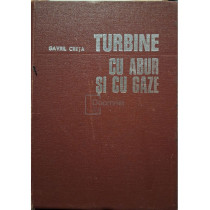 GAVRIL CREȚA
TURBINE
CU ABUR
ȘI CU GAZE